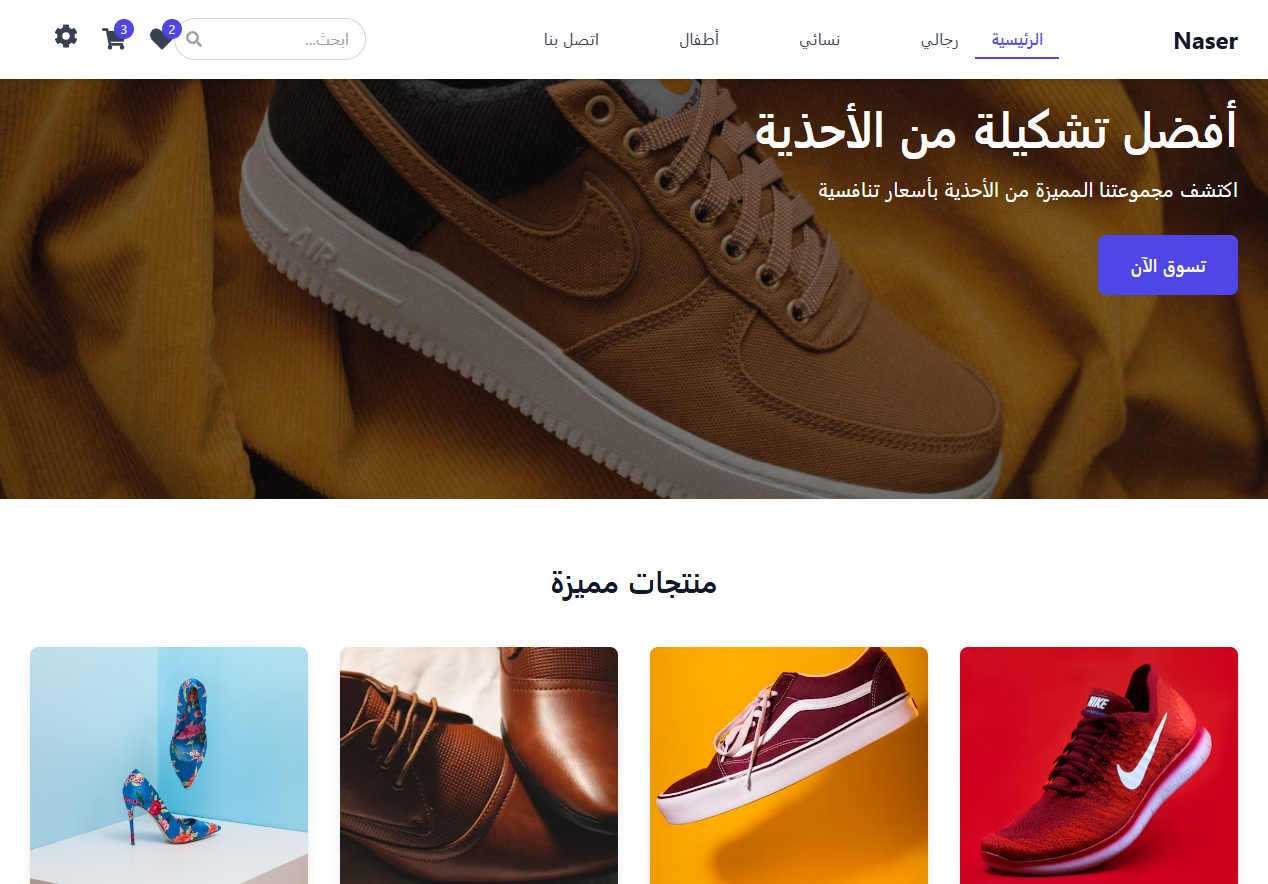 Naser
الرئيسية
رجالي
نسائي
أطفال
اتصل بنا
ابحث...
2
3
أفضل تشكيلة من الأحذية
اكتشف مجموعتنا المميزة من الأحذية بأسعار تنافسية
تسوق الآن
AIR
منتجات مميزة
NIKE